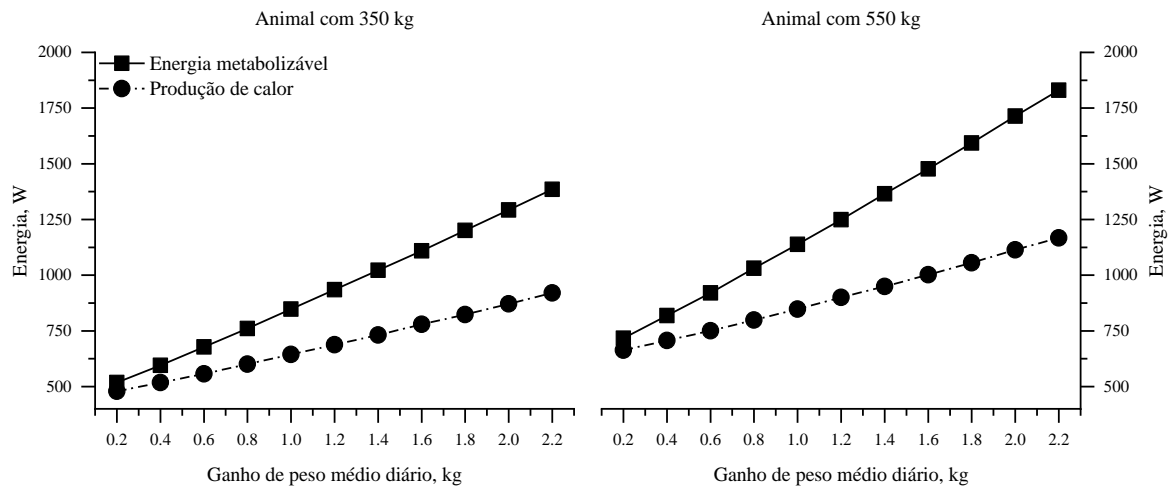 Animal com 350 kg
Animal com 550 kg
2000
1750
1500
1250
1000
750
500
Energia, W
Energia metabolizável
Produção de calor
2000
1750
1500
1250
1000
750
500
Energia, W
0.2 0.4 0.6 0.8 1.0 1.2 1.4 1.6 1.8 2.0 2.2
0.2 0.4 0.6 0.8 1.0 1.2 1.4 1.6 1.8 2.0 2.2
Ganho de peso médio diário, kg
Ganho de peso médio diário, kg